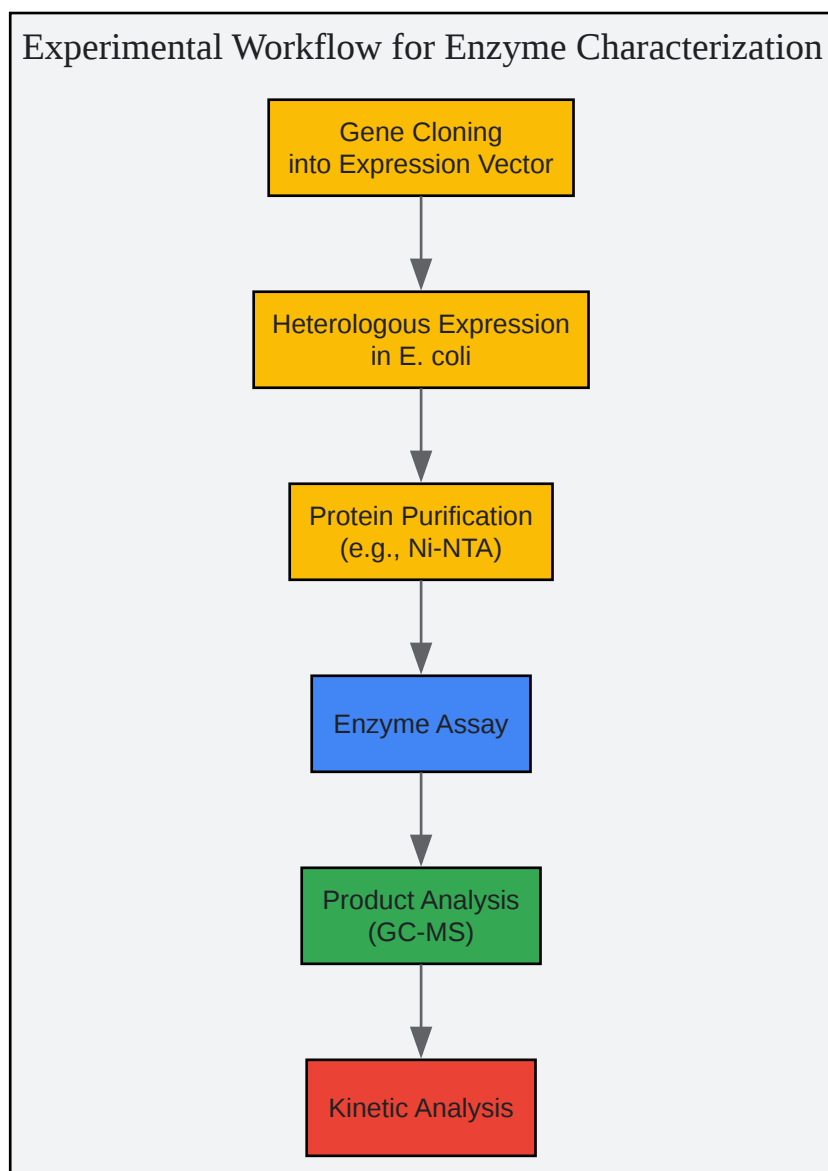 Experimental Workflow for Enzyme Characterization
Gene Cloning
into Expression Vector
Heterologous Expression
in E. coli
Protein Purification
(e.g., Ni-NTA)
Enzyme Assay
Product Analysis
(GC-MS)
Kinetic Analysis